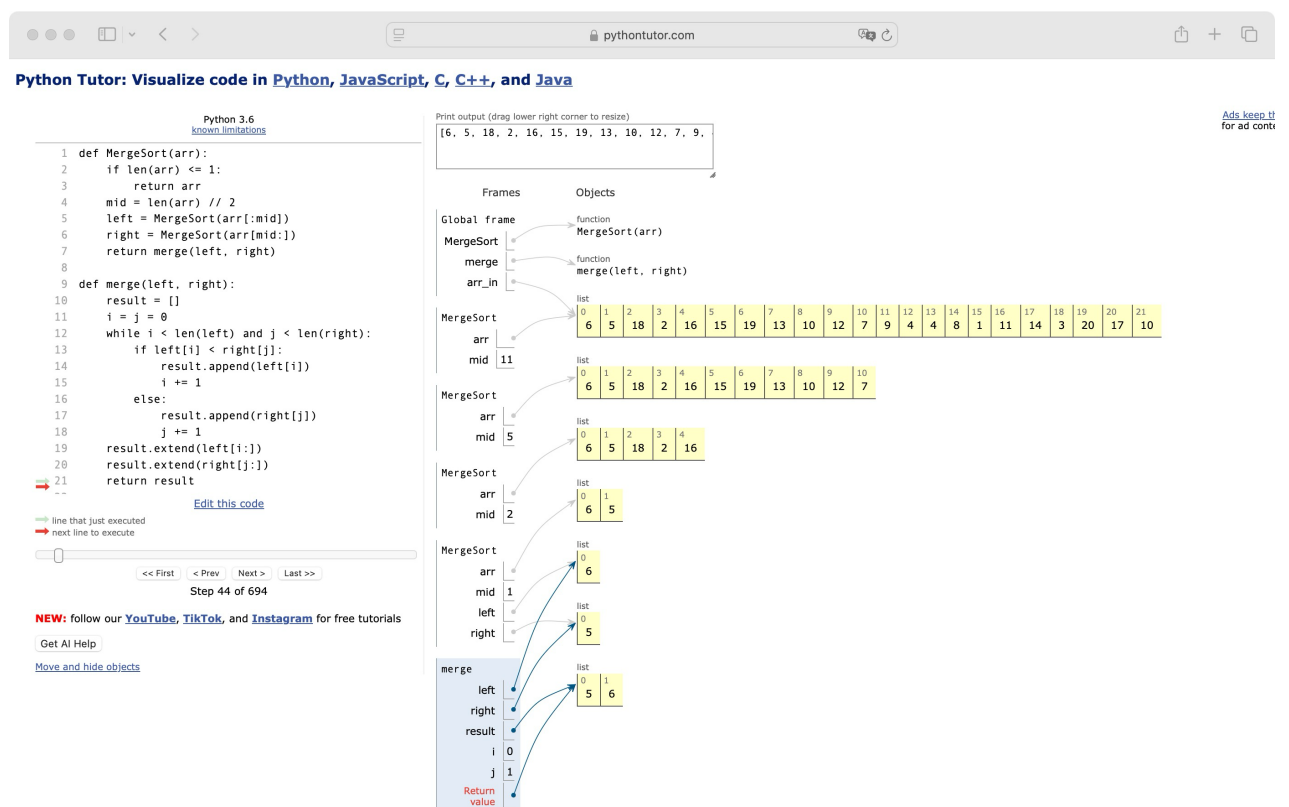 pythontutor.com
Python Tutor: Visualize code in Python, JavaScript, C, C++, and Java
Python 3.6
known limitations
1 def MergeSort(arr):
2     if len(arr) <= 1:
3         return arr
4     mid = len(arr) // 2
5     left = MergeSort(arr[:mid])
6     right = MergeSort(arr[mid:])
7     return merge(left, right)
8
9 def merge(left, right):
10     result = []
11     i = j = 0
12     while i < len(left) and j < len(right):
13         if left[i] < right[j]:
14             result.append(left[i])
15             i += 1
16         else:
17             result.append(right[j])
18             j += 1
19     result.extend(left[i:])
20     result.extend(right[j:])
21     return result
Edit this code
line that just executed
next line to execute
<< First < Prev Next > Last >>
Step 44 of 694
NEW: follow our YouTube, TikTok, and Instagram for free tutorials
Get AI Help
Move and hide objects
Print output (drag lower right corner to resize)
[6, 5, 18, 2, 16, 15, 19, 13, 10, 12, 7, 9,
Frames Objects
Global frame
MergeSort
merge
arr_in
function
MergeSort(arr)
function
merge(left, right)
list
0 1 2 3 4 5 6 7 8 9 10 11 12 13 14 15 16 17 18 19 20 21
6 5 18 2 16 15 19 13 10 12 7 9 4 4 8 1 11 14 3 20 17 10
MergeSort
arr
mid 11
list
0 1 2 3 4 5 6 7 8 9 10
6 5 18 2 16 15 19 13 10 12 7
MergeSort
arr
mid 5
list
0 1 2 3 4
6 5 18 2 16
MergeSort
arr
mid 2
list
0 1
6 5
MergeSort
arr
mid 1
left
right
list
0
6
list
0
5
merge
left
right
result
i 0
j 1
Return
value
list
0 1
5 6
Ads keep th
for ad conte